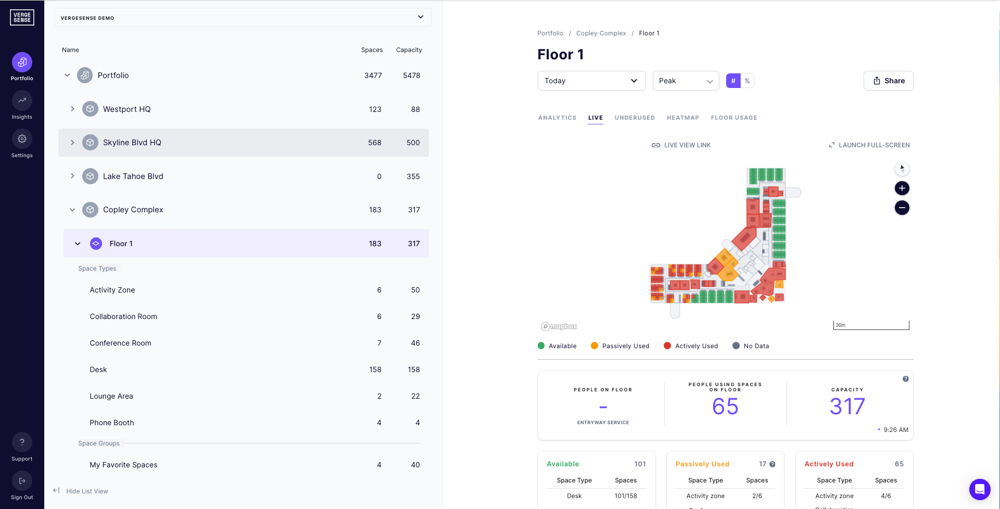 VERGE
SENSE
Portfolio
Insights
Settings
Support
Sign Out
VERGESENSE DEMO
Name Spaces Capacity
Portfolio 3477 5478
Westport HQ 123 88
Skyline Blvd HQ 568 500
Lake Tahoe Blvd 0 355
Copley Complex 183 317
Floor 1 183 317
Space Types
Activity Zone 6 50
Collaboration Room 6 29
Conference Room 7 46
Desk 158 158
Lounge Area 2 22
Phone Booth 4 4
Space Groups
My Favorite Spaces 4 40
Hide List View
Portfolio / Copley Complex / Floor 1
Floor 1
Today Peak # % Share
ANALYTICS LIVE UNDERUSED HEATMAP FLOOR USAGE
LIVE VIEW LINK LAUNCH FULL-SCREEN
mapbox 30m
Available Passively Used Actively Used No Data
PEOPLE ON FLOOR
-
ENTRYWAY SERVICE
PEOPLE USING SPACES
ON FLOOR
65
CAPACITY
317
9:26 AM
Available 101
Space Type Spaces
Desk 101/158
Passively Used 17 ?
Space Type Spaces
Activity zone 2/6
Actively Used 65
Space Type Spaces
Activity zone 4/6